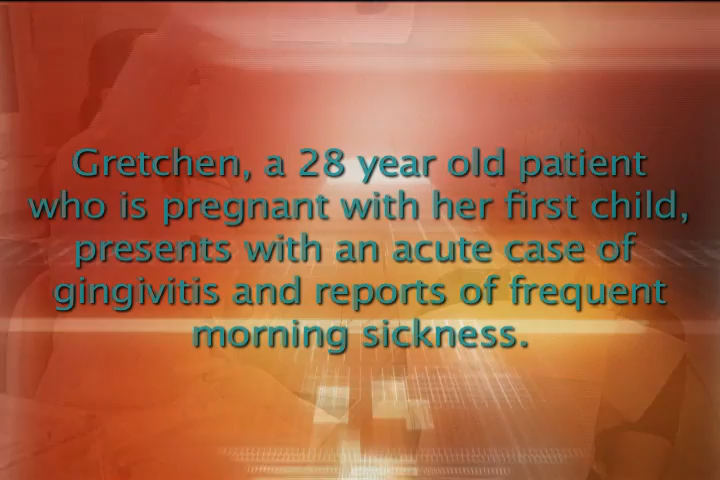 Gretchen, a 28 year old patient
who is pregnant with her first child,
presents with an acute case of
gingivitis and reports of frequent
morning sickness.